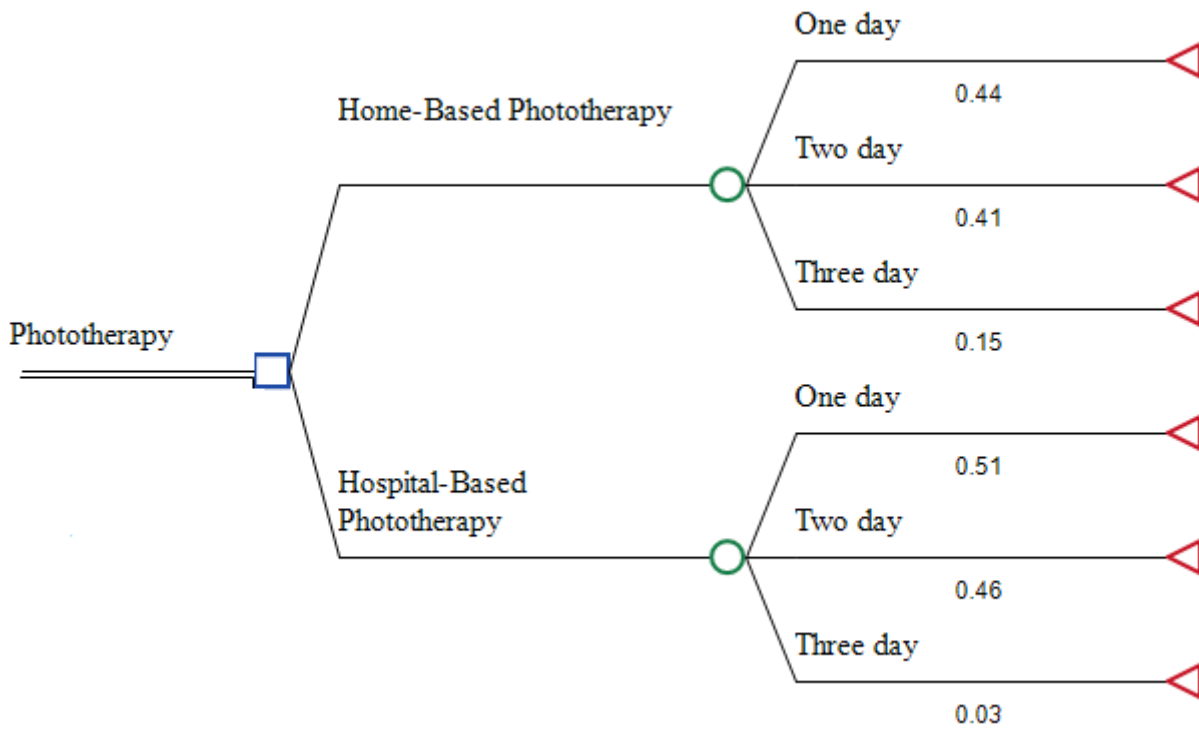 One day
0.44
Home-Based Phototherapy
Two day
0.41
Three day
0.15
Phototherapy
One day
0.51
Hospital-Based
Phototherapy
Two day
0.46
Three day
0.03